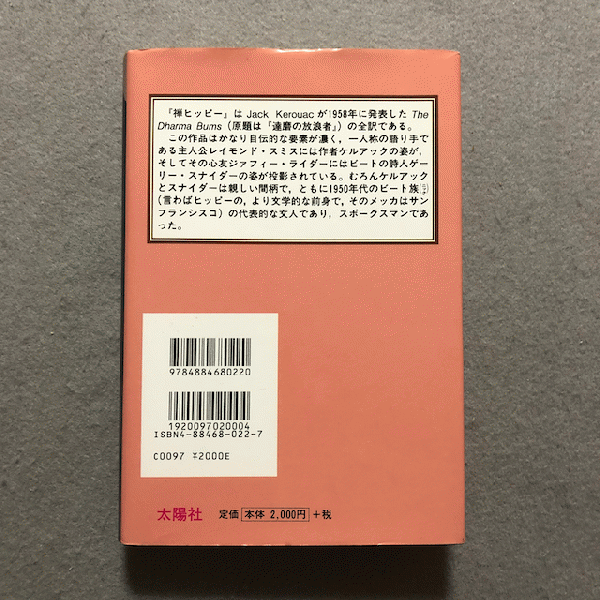 『禅ヒッピー』は Jack Kerouac が1958年に発表した The
Dharma Bums (原題は『達磨の放浪者』) の全訳である。
この作品はかなり自伝的な要素が濃く，一人称の語り手で
ある主人公レイモンド・スミスには作者ケルアックの姿が，
そしてその心友ジァフィー・ライダーにはビートの詩人ゲー
リー・スナイダーの姿が投影されている。むろんケルアック
とスナイダーは親しい間柄で，ともに1950年代のビート族
(言わばヒッピーの，より文学的な前身で，そのメッカはサン
フランシスコ) の代表的な文人であり，スポークスマンであ
った。
9784884680220
1920097020004
ISBN4-88468-022-7
C0097 ¥2000E
太陽社 定価 本体 2,000円 +税